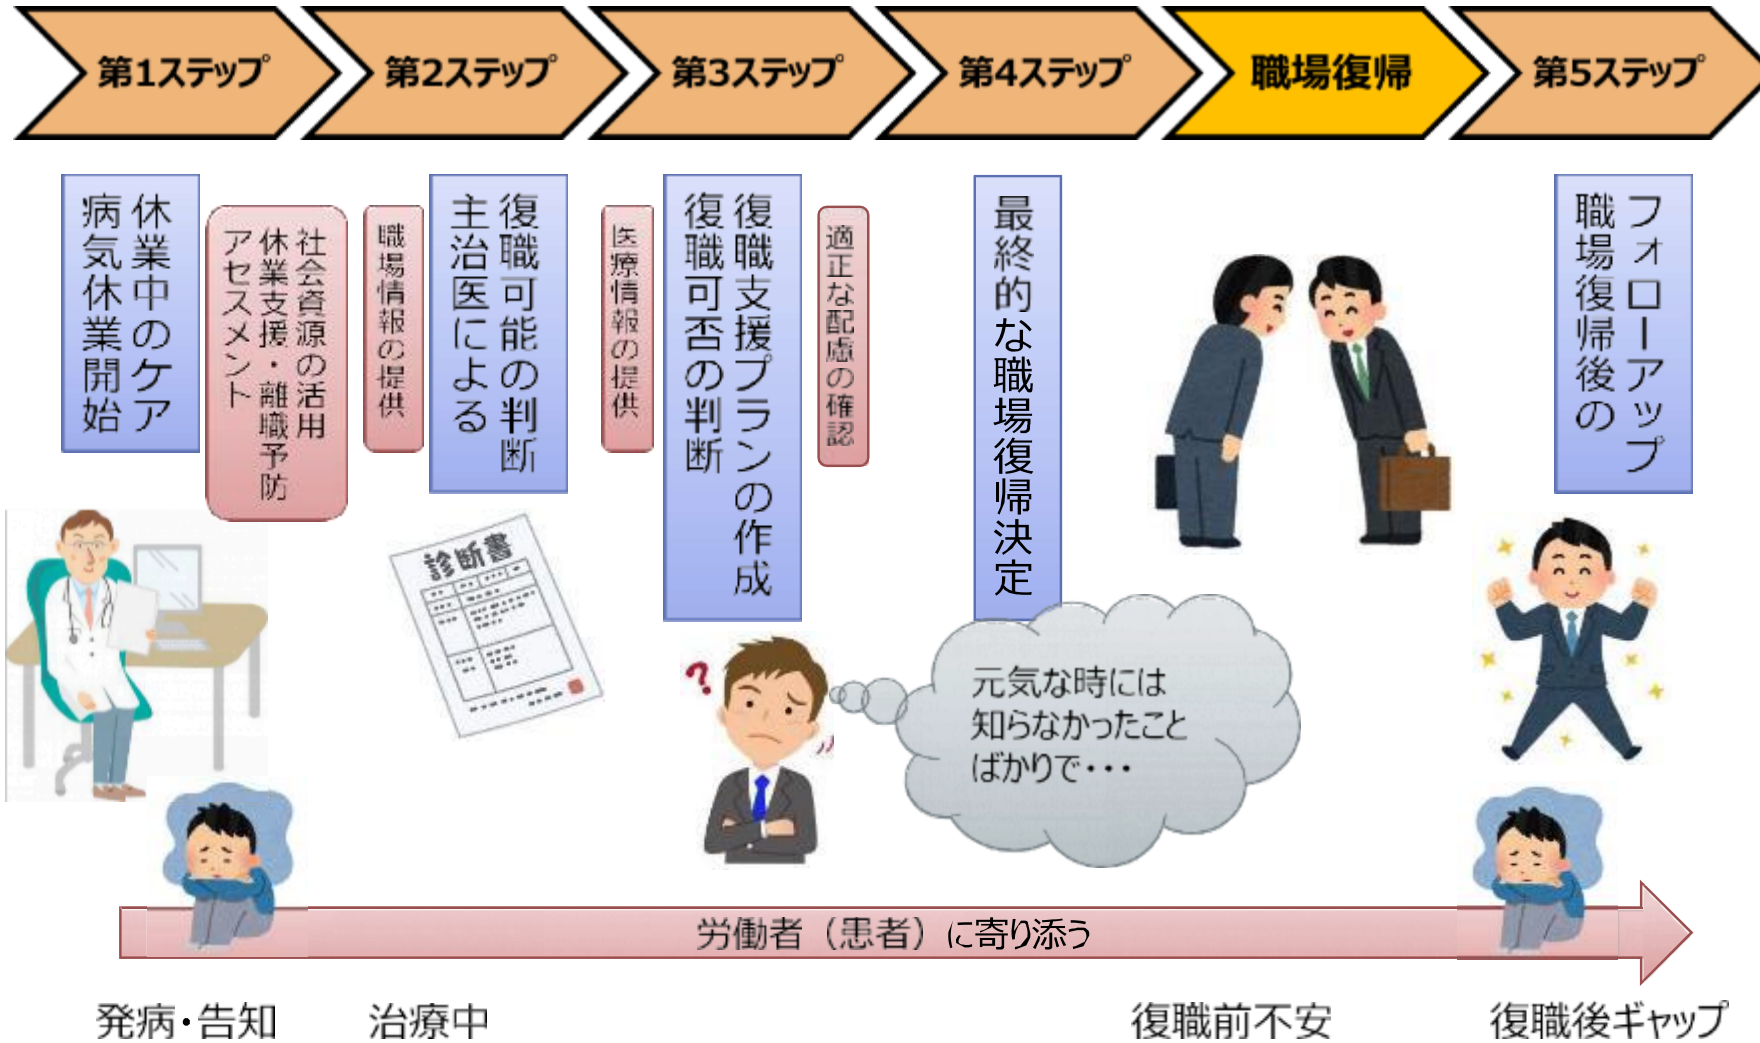 第1ステップ
第2ステップ
第3ステップ
第4ステップ
職場復帰
第5ステップ
休業中のケア
病気休業開始
社会資源の活用
休業支援・離職予防
アセスメント
職場情報の提供
復職可能の判断
主治医による
医療情報の提供
復職支援プランの作成
復職可否の判断
適正な配慮の確認
最終的な職場復帰決定
フォローアップ
職場復帰後の
診断書
元気な時には
知らなかったこと
ばかりで・・・
労働者（患者）に寄り添う
発病・告知
治療中
復職前不安
復職後ギャップ